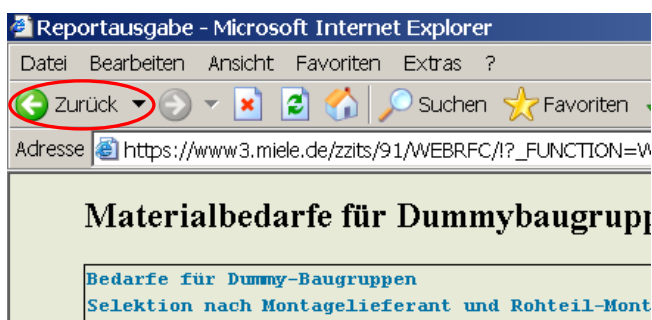 Reportausgabe - Microsoft Internet Explorer
Datei Bearbeiten Ansicht Favoriten Extras ?
Zurück Suchen Favoriten
Adresse https://www3.miele.de/zzits/91/WEBRFC/!?_FUNCTION=W
Materialbedarfe für Dummybaugrupp
Bedarfe für Dummy-Baugruppen
Selektion nach Montagelieferant und Rohteil-Mont